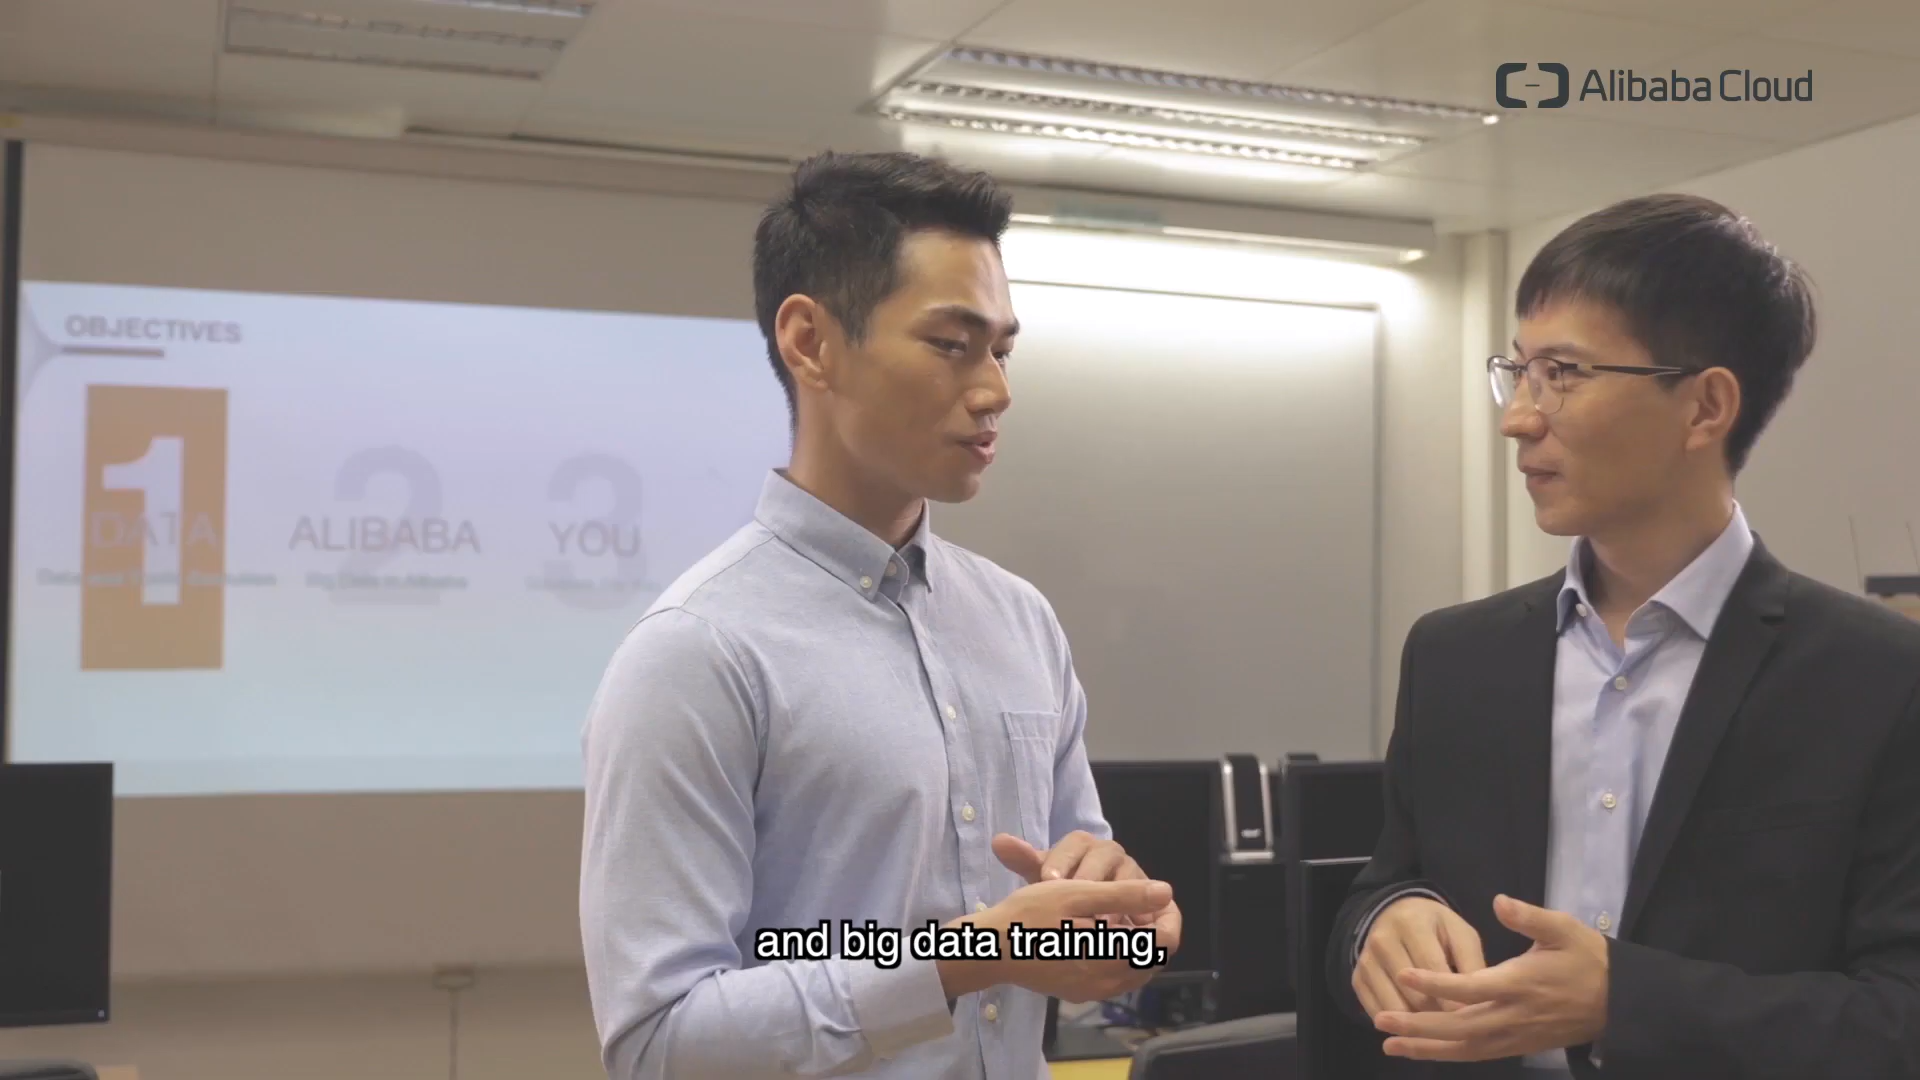 Alibaba Cloud
OBJECTIVES
1 2 3
DATA ALIBABA YOU
Big Data in Alibaba
and big data training,